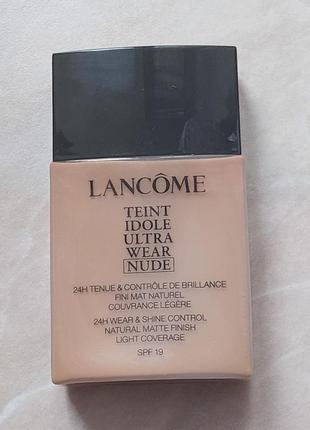 LANCÔME
TEINT
IDOLE
ULTRA
WEAR
NUDE
24H TENUE & CONTRÔLE DE BRILLANCE
FINI MAT NATUREL
COUVRANCE LÉGÈRE
24H WEAR & SHINE CONTROL
NATURAL MATTE FINISH
LIGHT COVERAGE
SPF 19